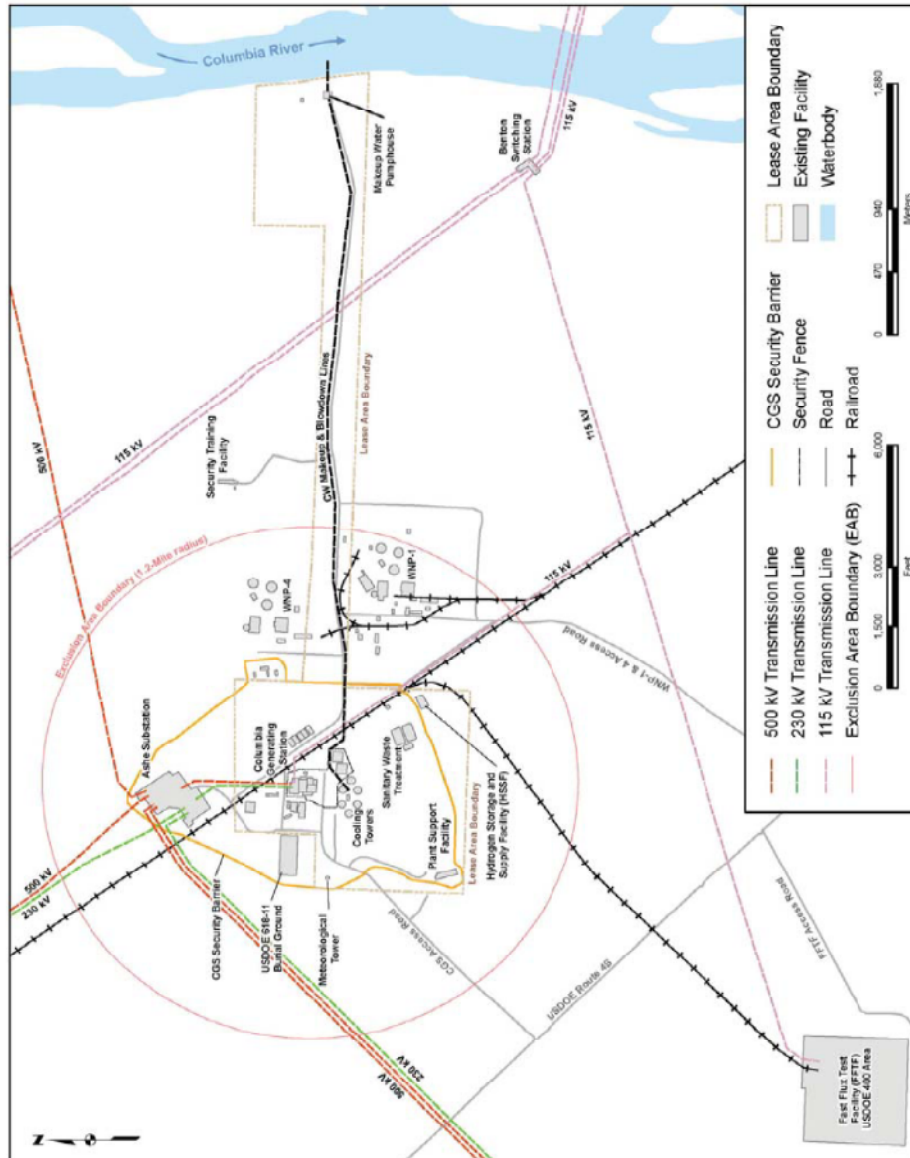 Columbia River
Makeup Water
Pumphouse
Benton
Switching
Station
115 kV
500 kV
115 kV
Security Training
Facility
CW Makeup & Blowdown Lines
Lease Area Boundary
115 kV
Exclusion Area Boundary (1.2-Mile radius)
WNP-4
WNP-1
115 kV
WNP-1 & 4 Access Road
Ashe Substation
Columbia
Generating
Station
Cooling
Towers
Sanitary Waste
Treatment
Hydrogen Storage and
Supply Facility (HSSF)
Plant Support
Facility
Lease Area Boundary
500 kV
230 kV
CGS Security Barrier
USDOE 618-11
Burial Ground
Meteorological
Tower
CGS Access Road
USDOE Route 4S
FFTF Access Road
500 kV
230 kV
Fast Flux Test
Facility (FFTF)
USDOE 400 Area
N
500 kV Transmission Line
230 kV Transmission Line
115 kV Transmission Line
Exclusion Area Boundary (EAB)
CGS Security Barrier
Security Fence
Road
Railroad
Lease Area Boundary
Existing Facility
Waterbody
0 1,500 3,000 6,000
Feet
0 470 940 1,880
Meters